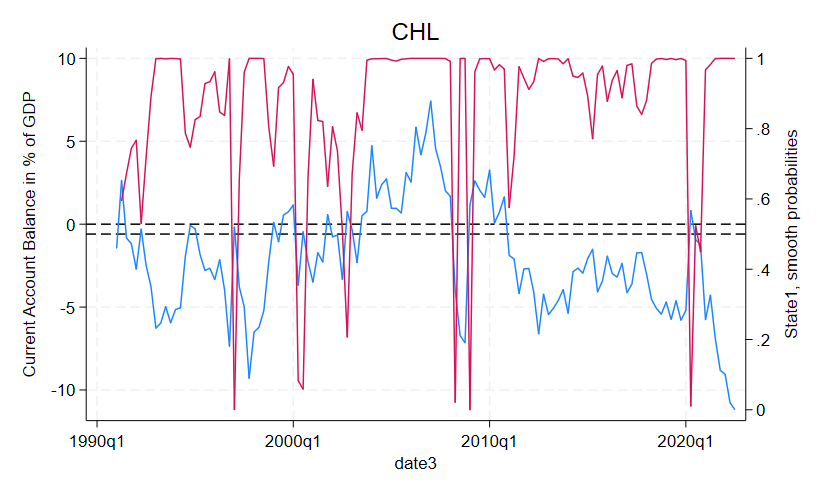 CHL
Current Account Balance in % of GDP
10
5
0
-5
-10
1
.8
.6
.4
.2
0
State1, smooth probabilities
1990q1 2000q1 2010q1 2020q1
date3